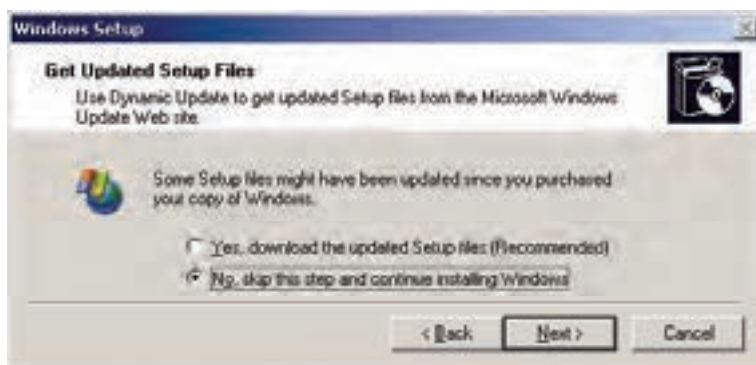 Windows Setup
Get Updated Setup Files
Use Dynamic Update to get updated Setup files from the Microsoft Windows
Update Web site.
Some Setup files might have been updated since you purchased
your copy of Windows.
Yes, download the updated Setup files (Recommended)
No, skip this step and continue installing Windows
< Back Next > Cancel